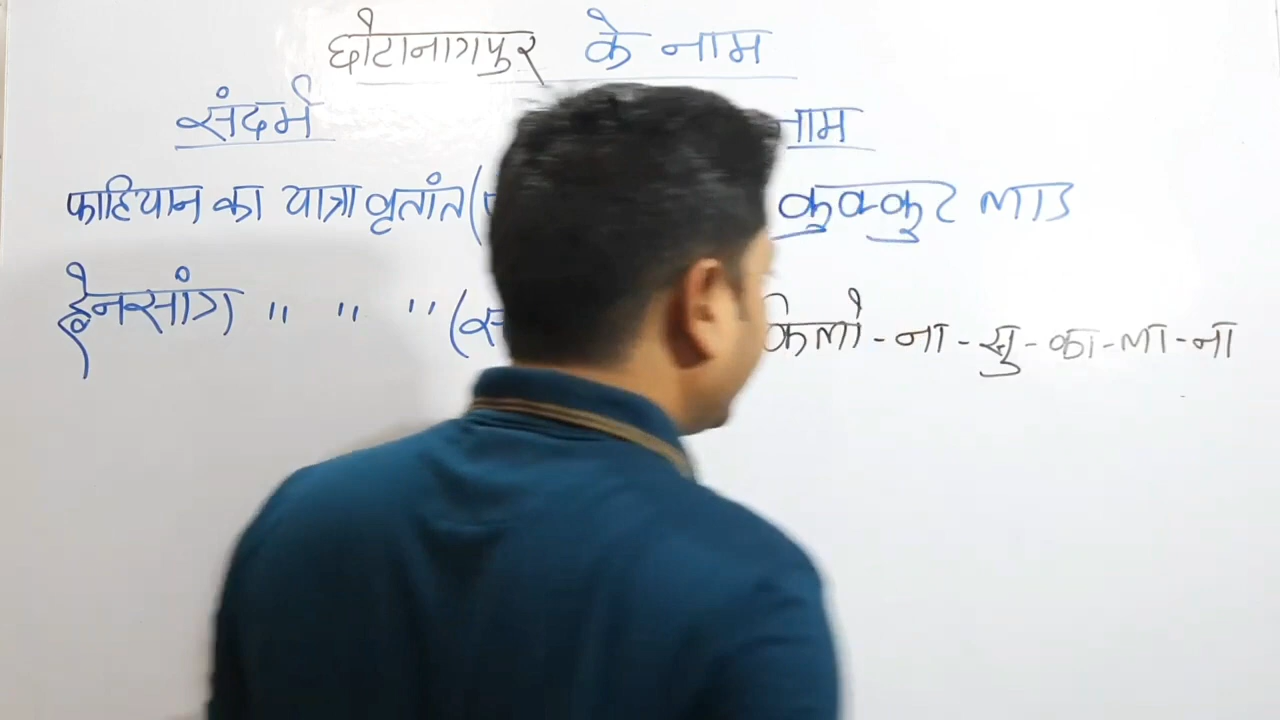 छोटानागपुर के नाम
संदर्भ नाम
फाहियान का यात्रा वृतांत ( कुक्कुट लाड
ह्वेनसांग " " " (स किलो - ना - सु - का - ला - ना